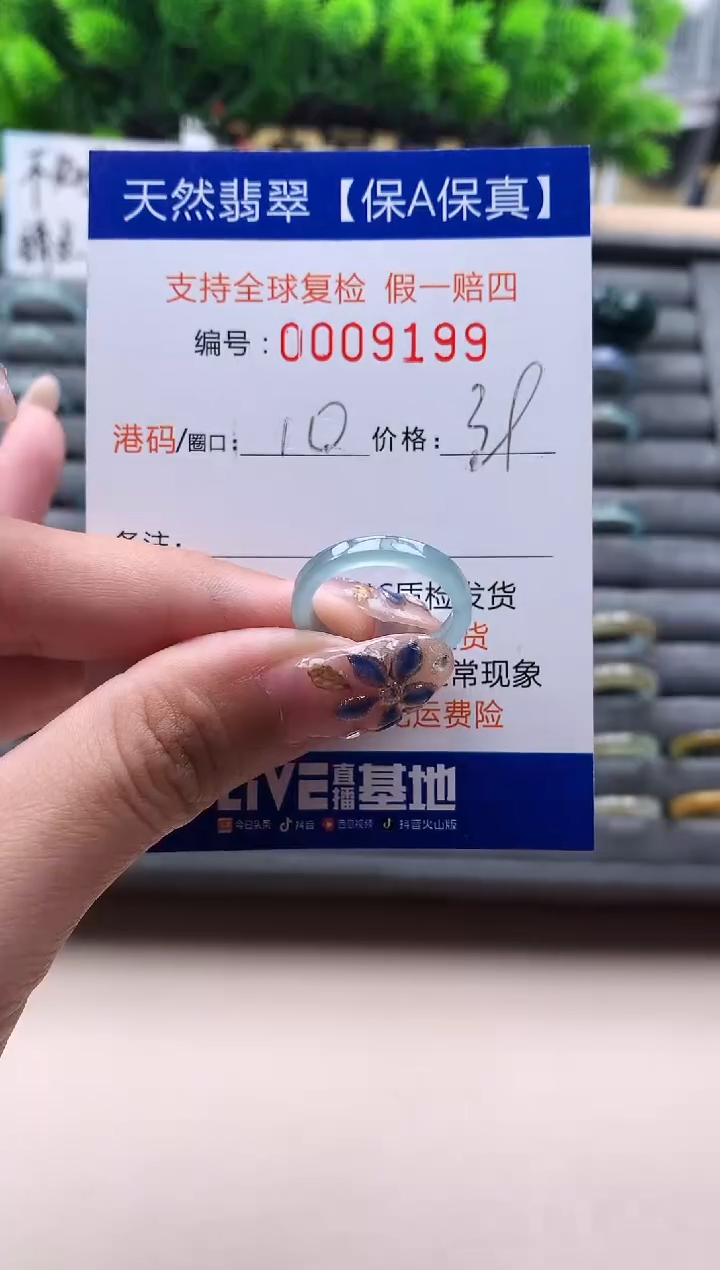 天然翡翠【保A保真】
支持全球复检 假一赔四
编号：0009199
港码/圈口：10 价格：
备注：
质检发货
货
常现象
运费险
LIVE直播基地
今日头条 抖音 西瓜视频 抖音火山版